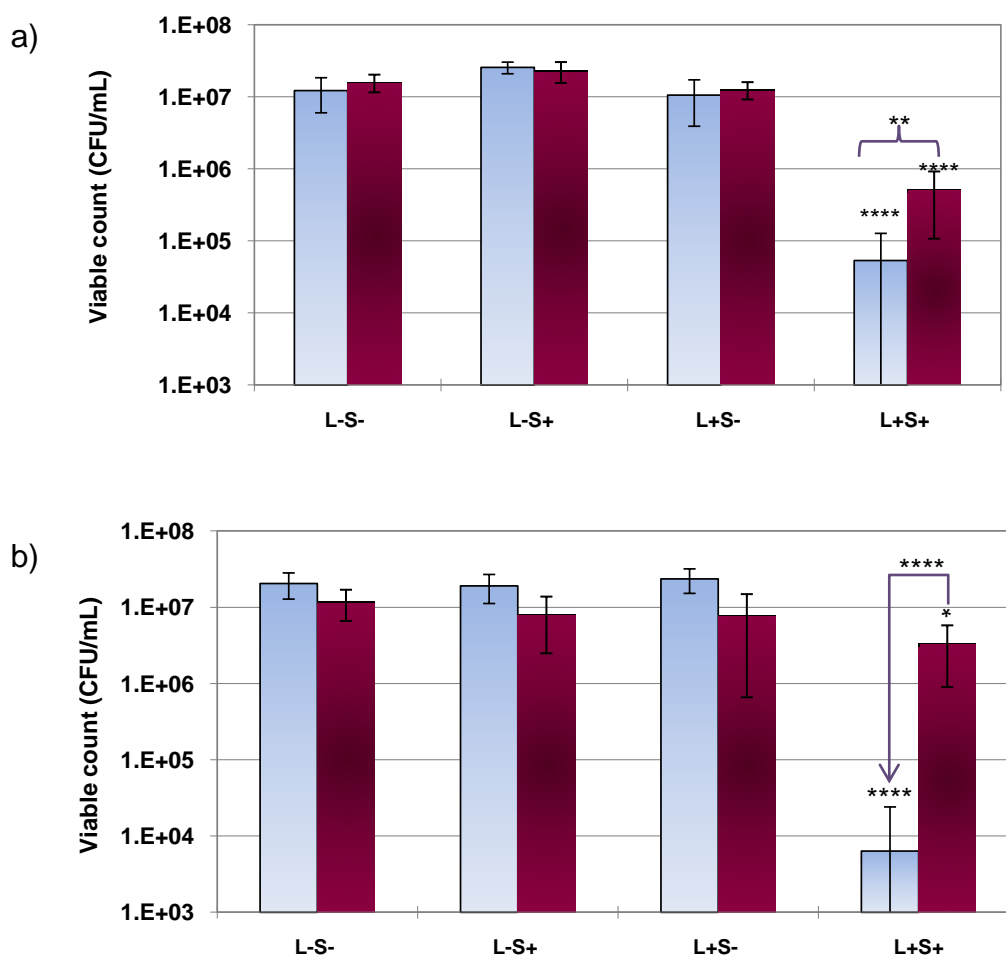 a)
Viable count (CFU/mL)
1.E+08
1.E+07
1.E+06
1.E+05
1.E+04
1.E+03
**
****
****
L-S-
L-S+
L+S-
L+S+
b)
Viable count (CFU/mL)
1.E+08
1.E+07
1.E+06
1.E+05
1.E+04
1.E+03
****
*
****
L-S-
L-S+
L+S-
L+S+